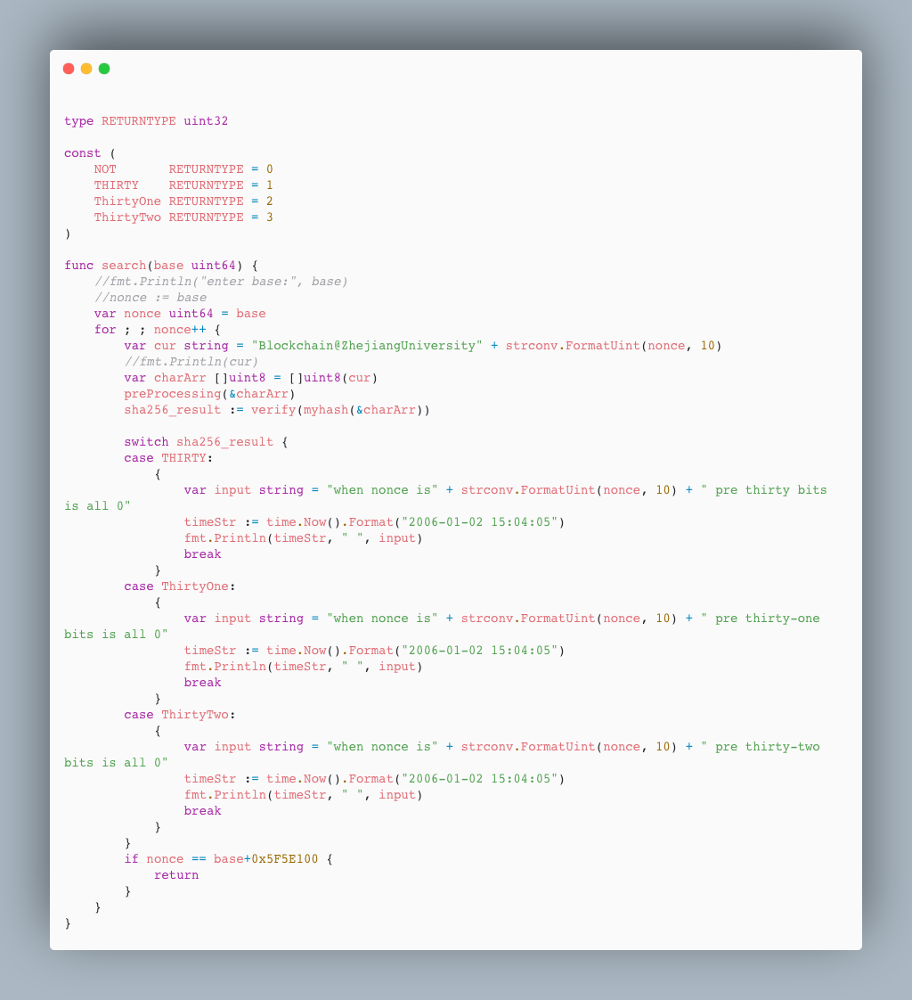 type RETURNTYPE uint32

const (
    NOT       RETURNTYPE = 0
    THIRTY    RETURNTYPE = 1
    ThirtyOne RETURNTYPE = 2
    ThirtyTwo RETURNTYPE = 3
)

func search(base uint64) {
    //fmt.Println("enter base:", base)
    //nonce := base
    var nonce uint64 = base
    for ; ; nonce++ {
        var cur string = "Blockchain@ZhejiangUniversity" + strconv.FormatUint(nonce, 10)
        //fmt.Println(cur)
        var charArr []uint8 = []uint8(cur)
        preProcessing(&charArr)
        sha256_result := verify(myhash(&charArr))

        switch sha256_result {
        case THIRTY:
            {
                var input string = "when nonce is" + strconv.FormatUint(nonce, 10) + " pre thirty bits
is all 0"
                timeStr := time.Now().Format("2006-01-02 15:04:05")
                fmt.Println(timeStr, " ", input)
                break
            }
        case ThirtyOne:
            {
                var input string = "when nonce is" + strconv.FormatUint(nonce, 10) + " pre thirty-one
bits is all 0"
                timeStr := time.Now().Format("2006-01-02 15:04:05")
                fmt.Println(timeStr, " ", input)
                break
            }
        case ThirtyTwo:
            {
                var input string = "when nonce is" + strconv.FormatUint(nonce, 10) + " pre thirty-two
bits is all 0"
                timeStr := time.Now().Format("2006-01-02 15:04:05")
                fmt.Println(timeStr, " ", input)
                break
            }
        }
        if nonce == base+0x5F5E100 {
            return
        }
    }
}